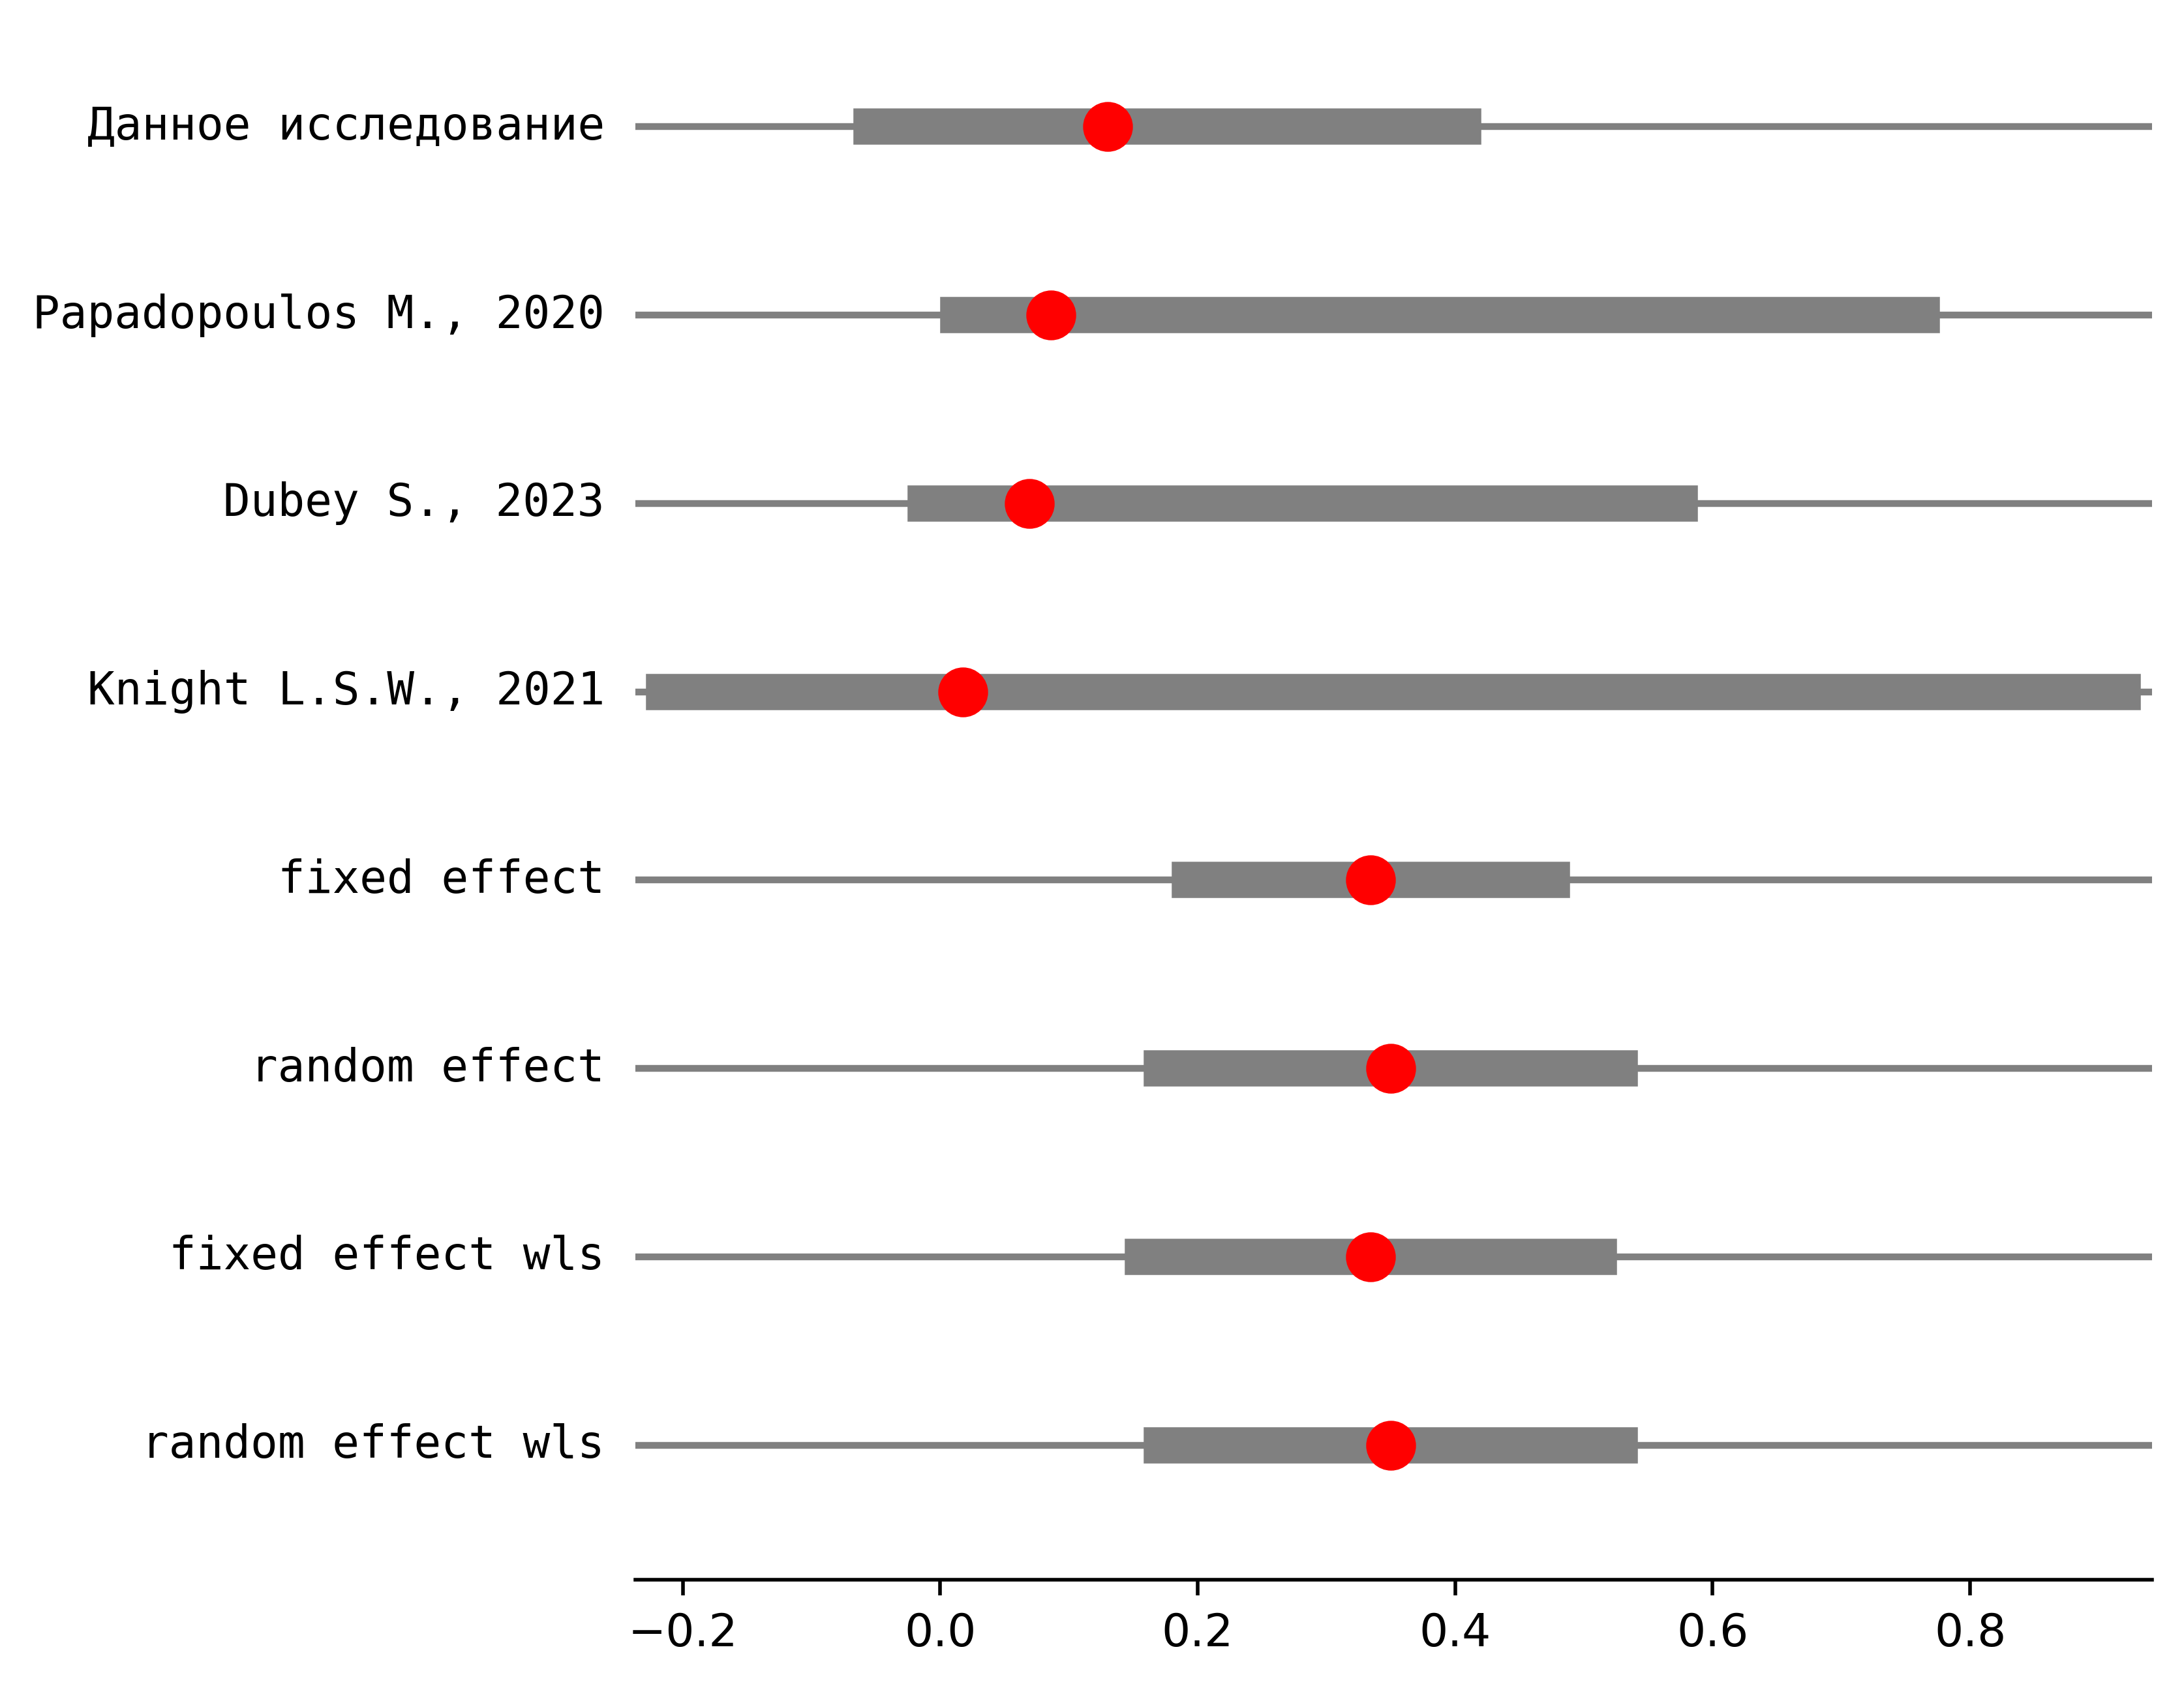 Данное исследование
Papadopoulos M., 2020
Dubey S., 2023
Knight L.S.W., 2021
fixed effect
random effect
fixed effect wls
random effect wls
−0.2 0.0 0.2 0.4 0.6 0.8